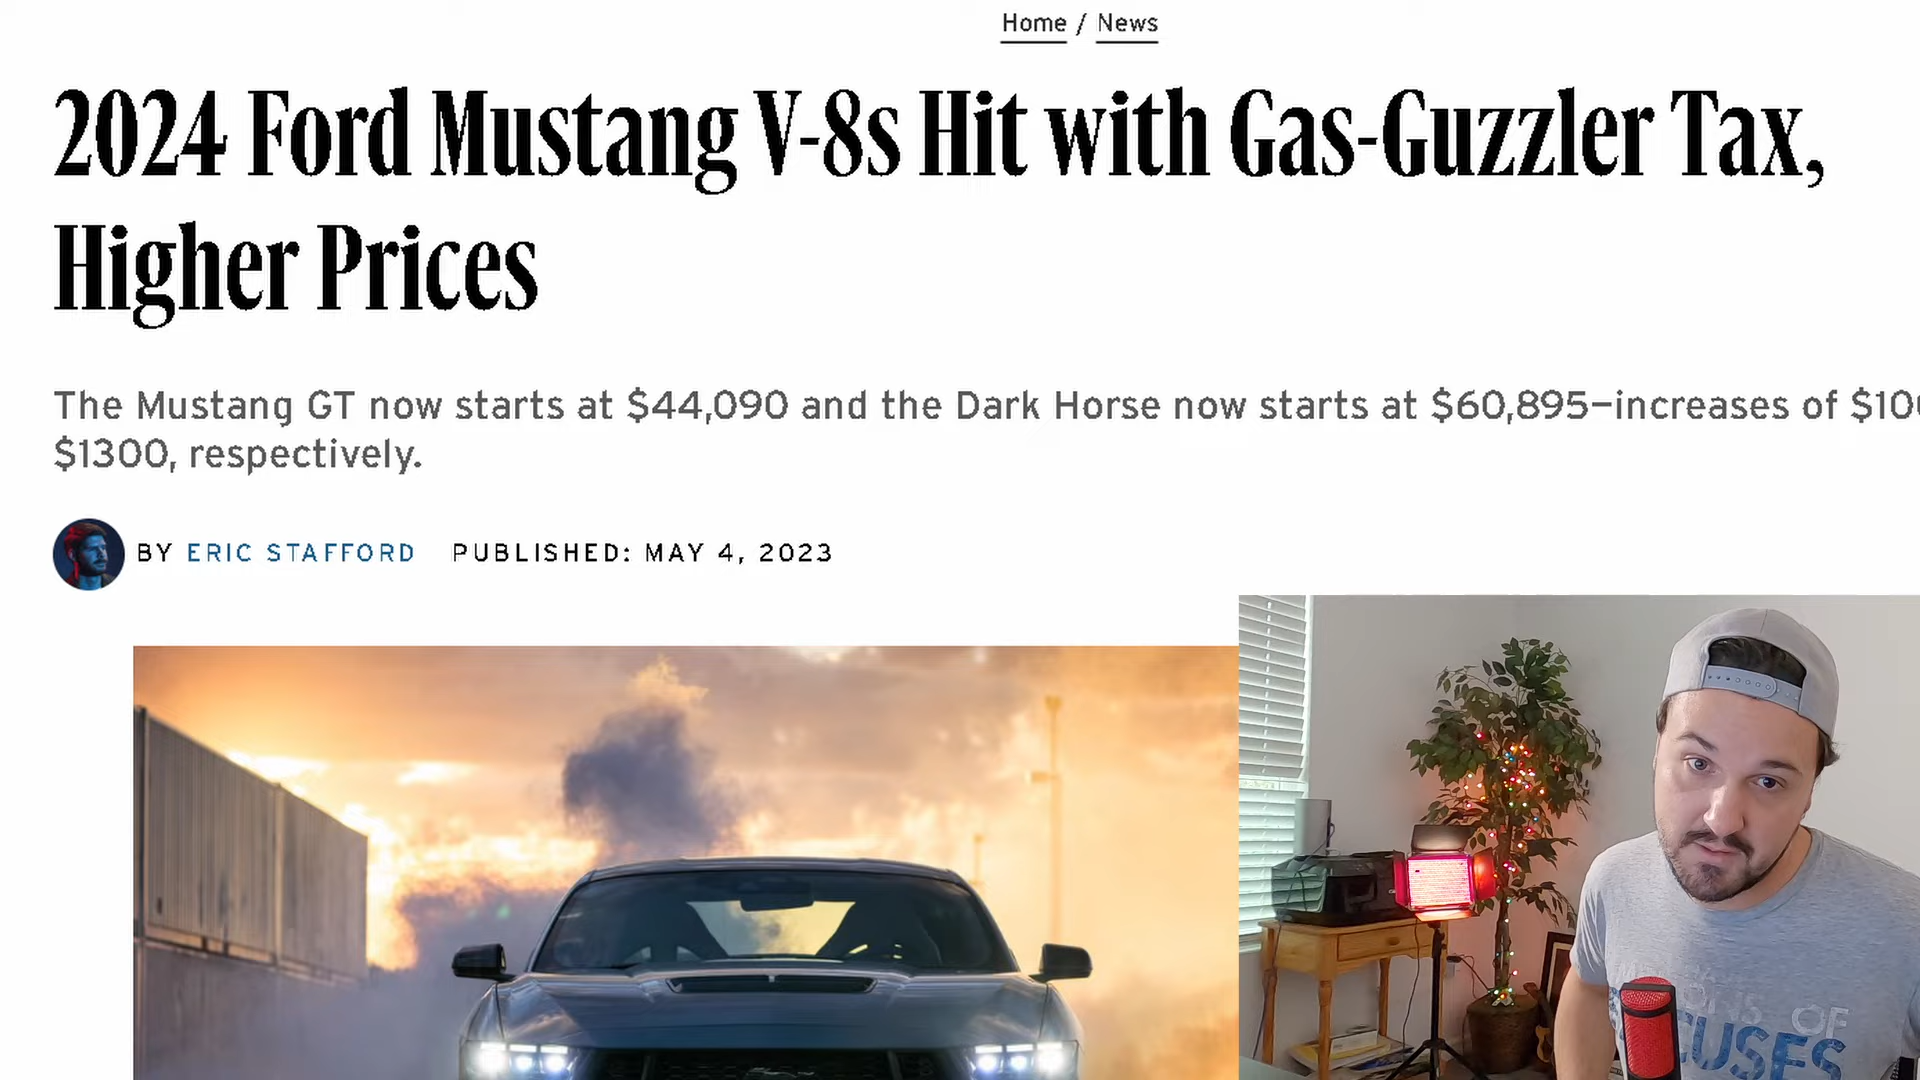 Home / News
2024 Ford Mustang V-8s Hit with Gas-Guzzler Tax,
Higher Prices
The Mustang GT now starts at $44,090 and the Dark Horse now starts at $60,895—increases of
$1300, respectively.
BY ERIC STAFFORD PUBLISHED: MAY 4, 2023
OF